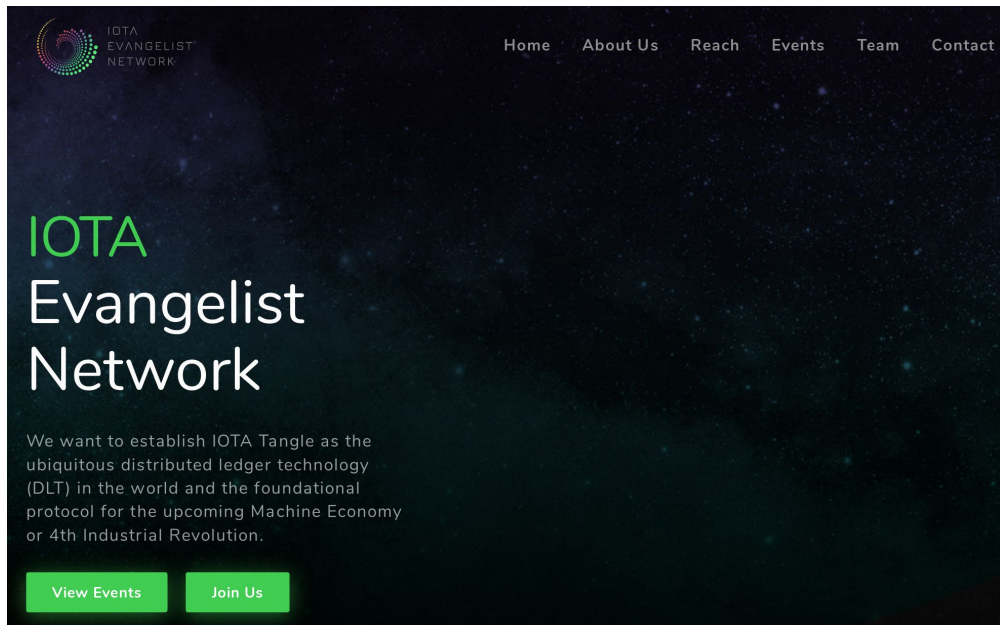 IOTA
EVANGELIST
NETWORK
Home About Us Reach Events Team Contact
IOTA
Evangelist
Network
We want to establish IOTA Tangle as the
ubiquitous distributed ledger technology
(DLT) in the world and the foundational
protocol for the upcoming Machine Economy
or 4th Industrial Revolution.
View Events Join Us